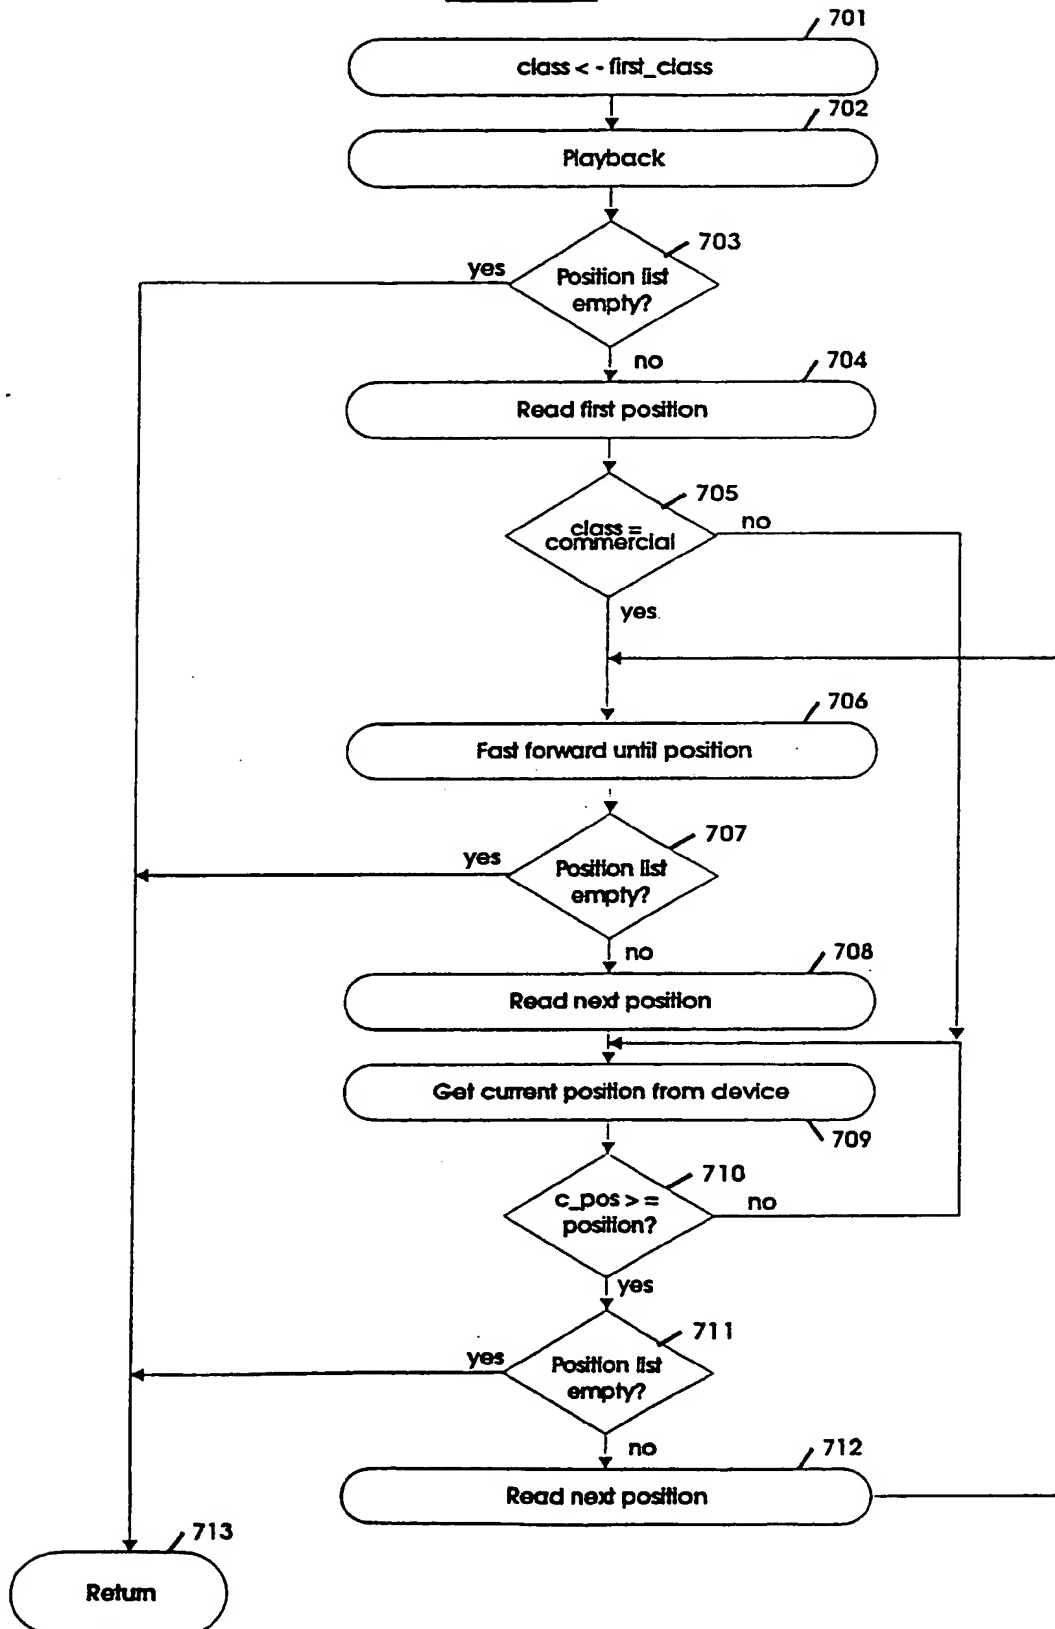 701
class < - first_class
702
Playback
703
yes
Position list
empty?
no
704
Read first position
705
class =
commercial
no
yes
706
Fast forward until position
707
yes
Position list
empty?
no
708
Read next position
Get current position from device
709
710
c_pos > =
position?
no
yes
711
yes
Position list
empty?
no
712
Read next position
713
Return